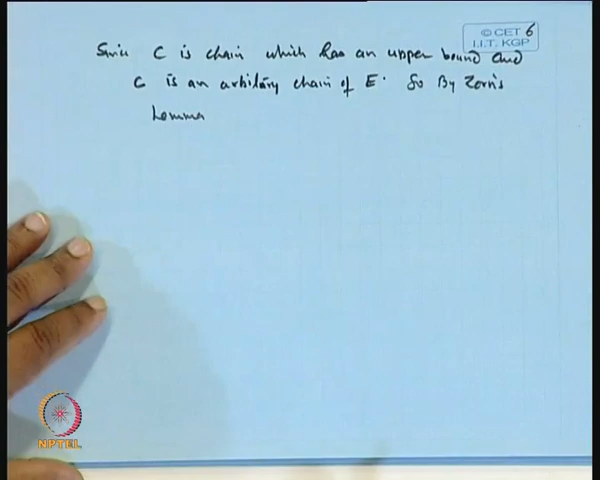 © CET 6
I.I.T. KGP
Since C is chain which has an upper bound and
C is an arbitrary chain of E. So By Zorn's
Lemma
NPTEL